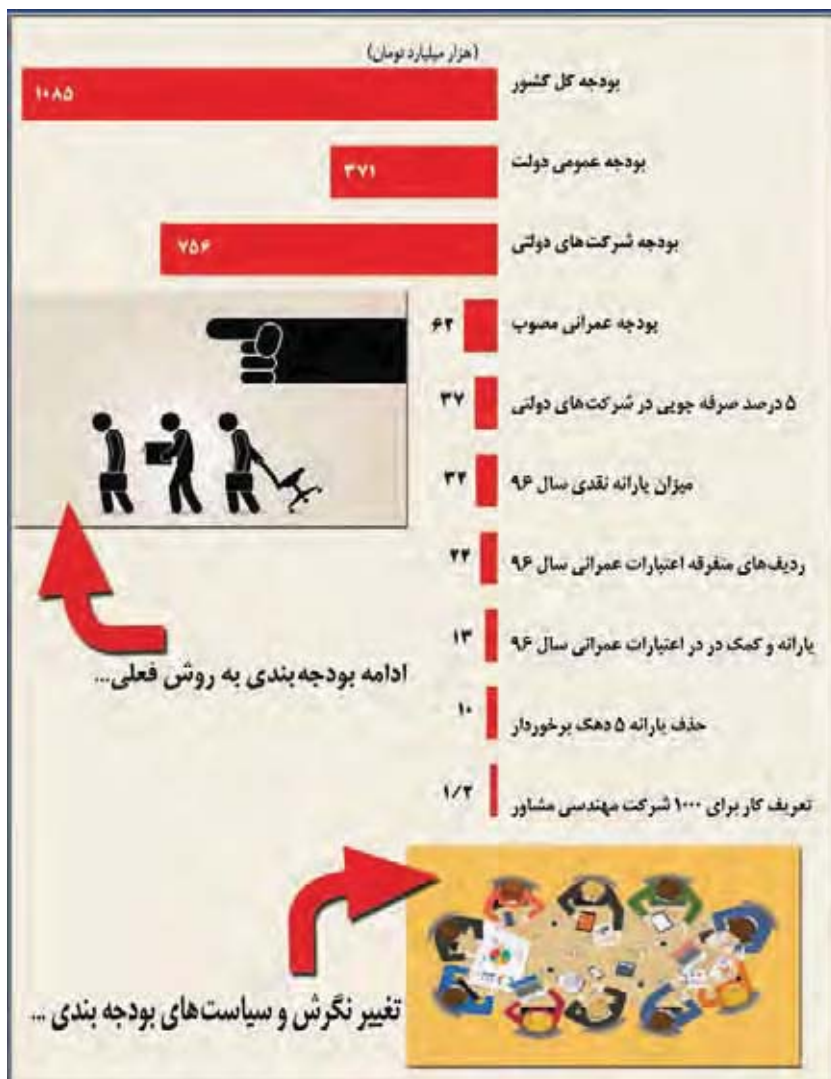 (هزار میلیارد تومان)
بودجه کل کشور
۱۰۸۵
بودجه عمومی دولت
۳۷۱
بودجه شرکت‌های دولتی
۷۵۶
بودجه عمرانی مصوب
۶۲
۵ درصد صرفه جویی در شرکت‌های دولتی
۳۷
میزان یارانه نقدی سال ۹۶
۳۲
ردیف‌های متفرقه اعتبارات عمرانی سال ۹۶
۲۴
یارانه و کمک در در اعتبارات عمرانی سال ۹۶
۱۳
حذف یارانه ۵ دهک برخوردار
۱۰
تعریف کار برای ۱۰۰۰ شرکت مهندسی مشاور
۱/۲
ادامه بودجه‌بندی به روش فعلی...
تغییر نگرش و سیاست‌های بودجه بندی ...